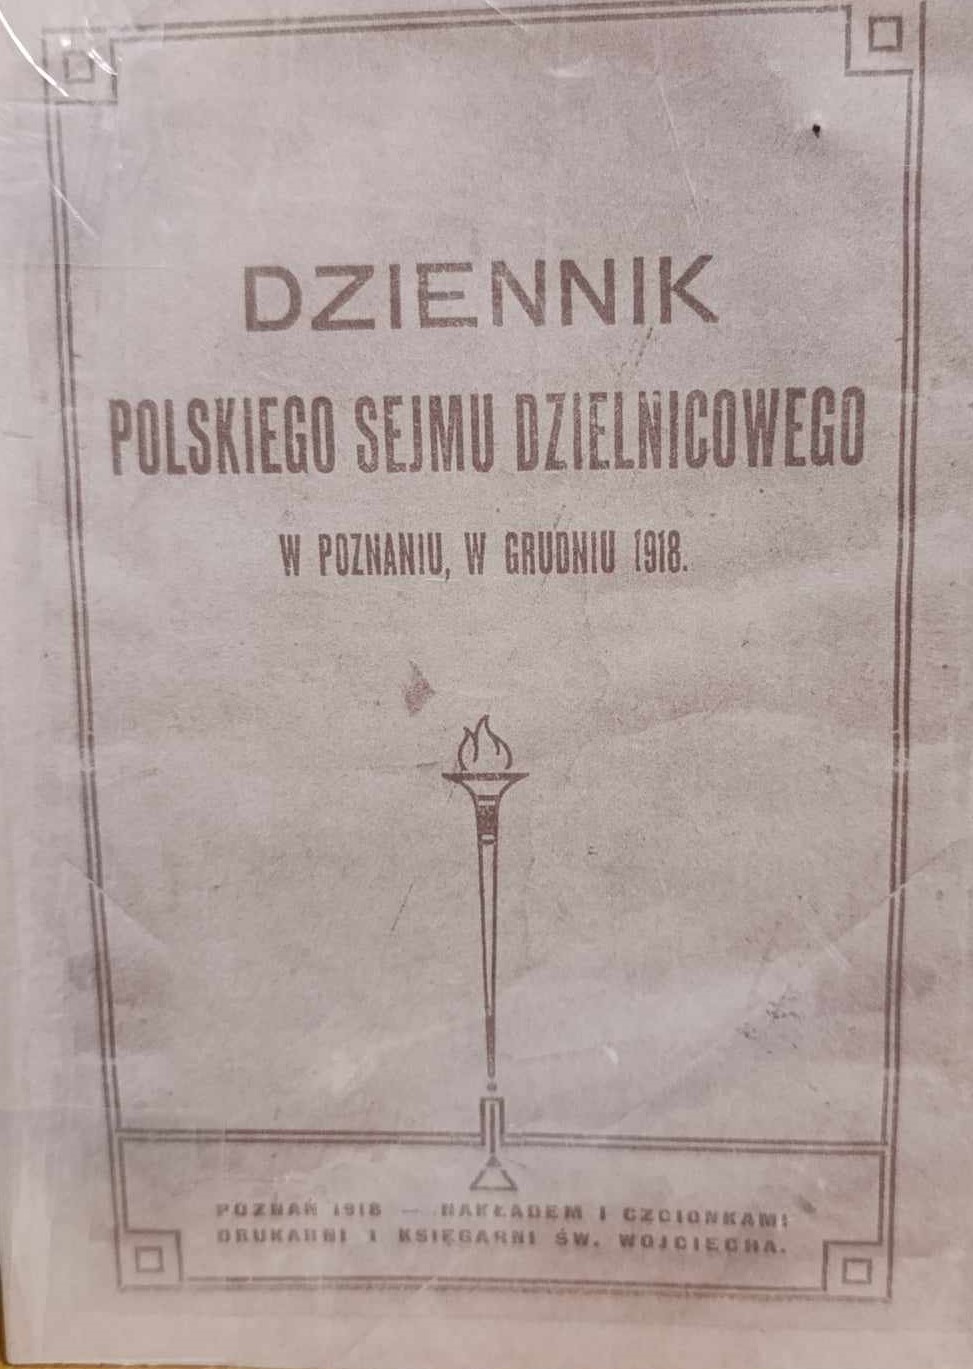 DZIENNIK
POLSKIEGO SEJMU DZIELNICOWEGO
W POZNANIU, W GRUDNIU 1918.
POZNAŃ 1918 — NAKŁADEM I CZCIONKAMI
DRUKARNI I KSIĘGARNI ŚW. WOJCIECHA.